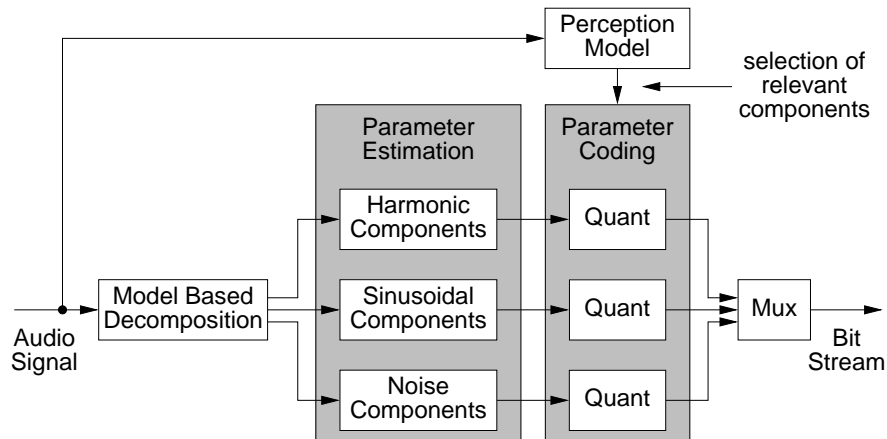 Perception
Model
selection of
relevant
components
Parameter
Estimation
Parameter
Coding
Harmonic
Components
Quant
Model Based
Decomposition
Sinusoidal
Components
Quant
Mux
Audio
Signal
Bit
Stream
Noise
Components
Quant